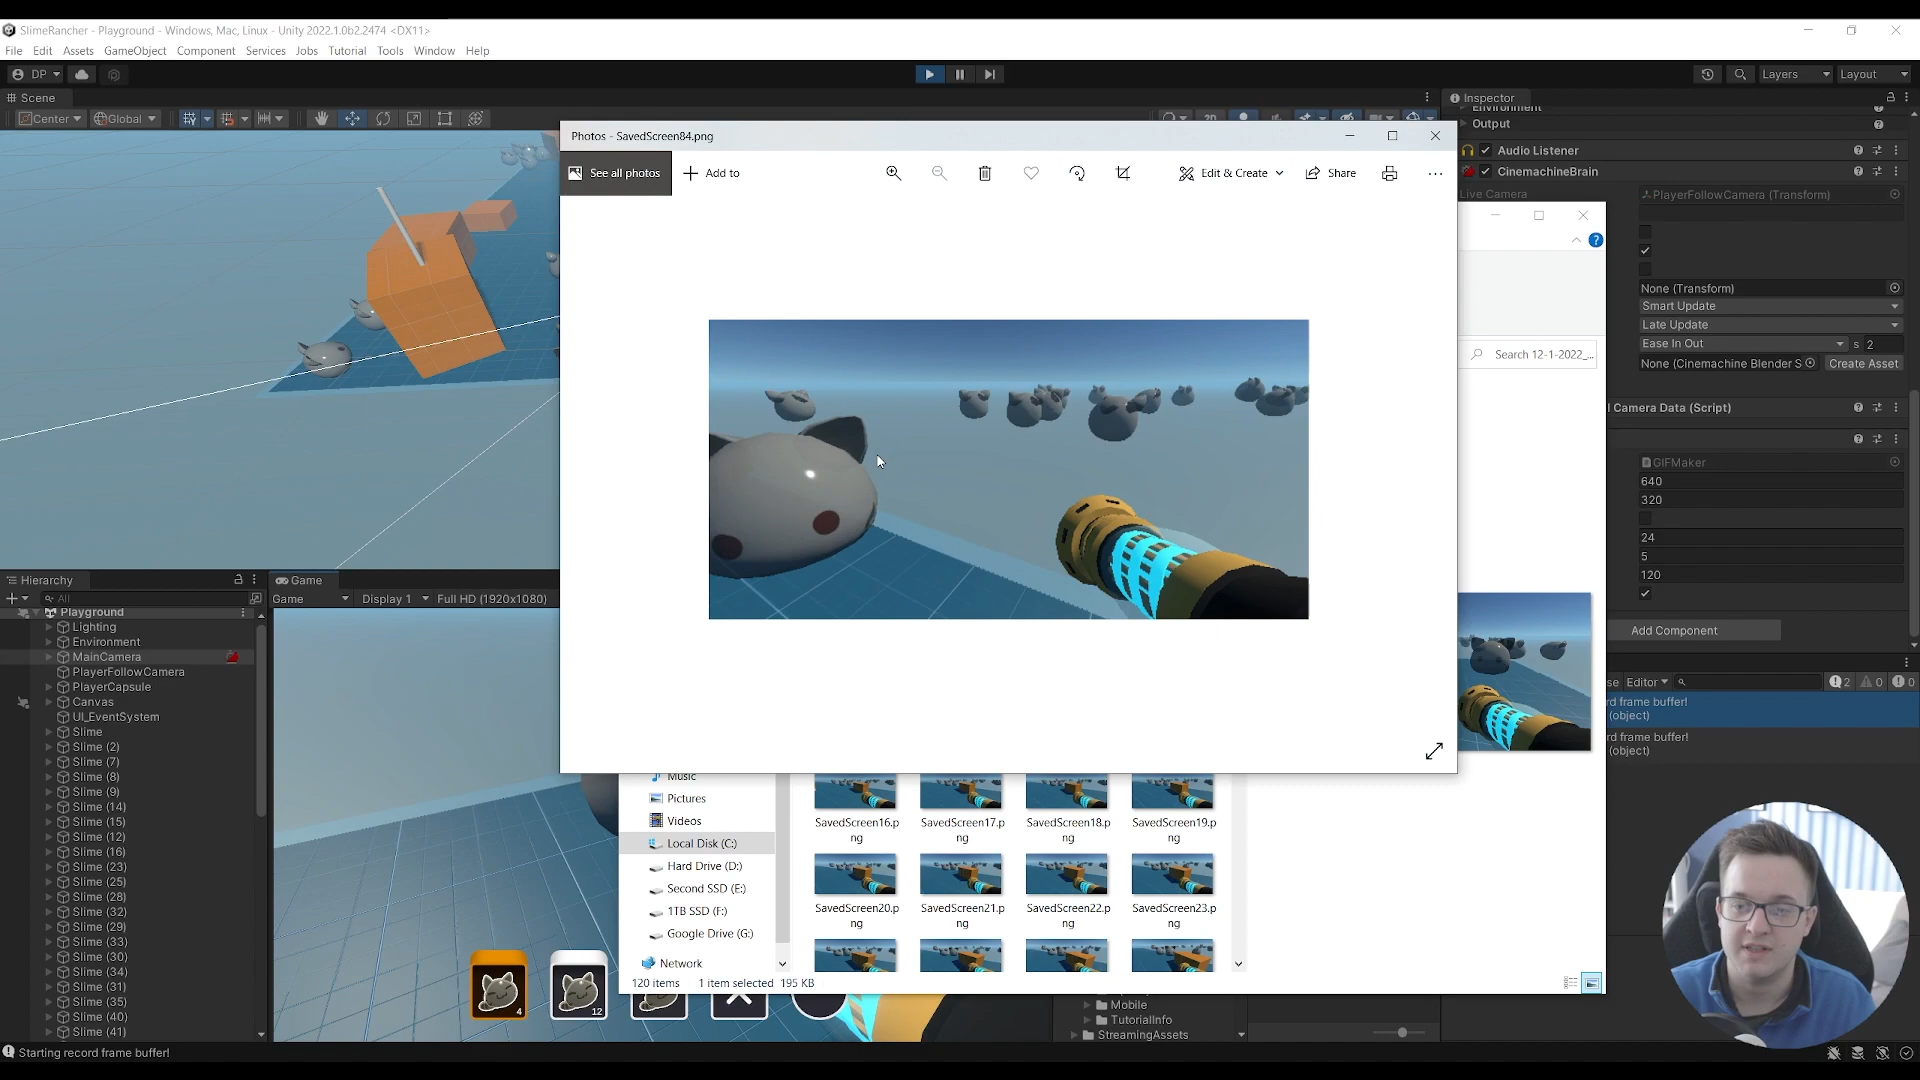 SlimeRancher - Playground - Windows, Mac, Linux - Unity 2022.1.0b2.2474 <DX11>
File Edit Assets GameObject Component Services Jobs Tutorial Tools Window Help
DP
Layers
Layout
Scene
Center Global
2D
Inspector
Environment
Output
Audio Listener
CinemachineBrain
Live Camera
PlayerFollowCamera (Transform)
None (Transform)
Smart Update
Late Update
Ease In Out
s 2
None (Cinemachine Blender S
Create Asset
l Camera Data (Script)
GIFMaker
640
320
24
5
120
Add Component
Photos - SavedScreen84.png
See all photos
Add to
Edit & Create
Share
Search 12-1-2022_...
Hierarchy
All
Playground
Lighting
Environment
MainCamera
PlayerFollowCamera
PlayerCapsule
Canvas
UI_EventSystem
Slime
Slime (2)
Slime (7)
Slime (8)
Slime (9)
Slime (14)
Slime (15)
Slime (12)
Slime (16)
Slime (23)
Slime (25)
Slime (28)
Slime (32)
Slime (29)
Slime (33)
Slime (30)
Slime (34)
Slime (31)
Slime (35)
Slime (40)
Slime (41)
Game
Game
Display 1
Full HD (1920x1080)
4
12
Music
Pictures
Videos
Local Disk (C:)
Hard Drive (D:)
Second SSD (E:)
1TB SSD (F:)
Google Drive (G:)
Network
SavedScreen16.png
SavedScreen17.png
SavedScreen18.png
SavedScreen19.png
SavedScreen20.png
SavedScreen21.png
SavedScreen22.png
SavedScreen23.png
120 items 1 item selected 195 KB
se Editor
2
0
0
rd frame buffer!
(object)
rd frame buffer!
(object)
Mobile
TutorialInfo
StreamingAssets
Starting record frame buffer!